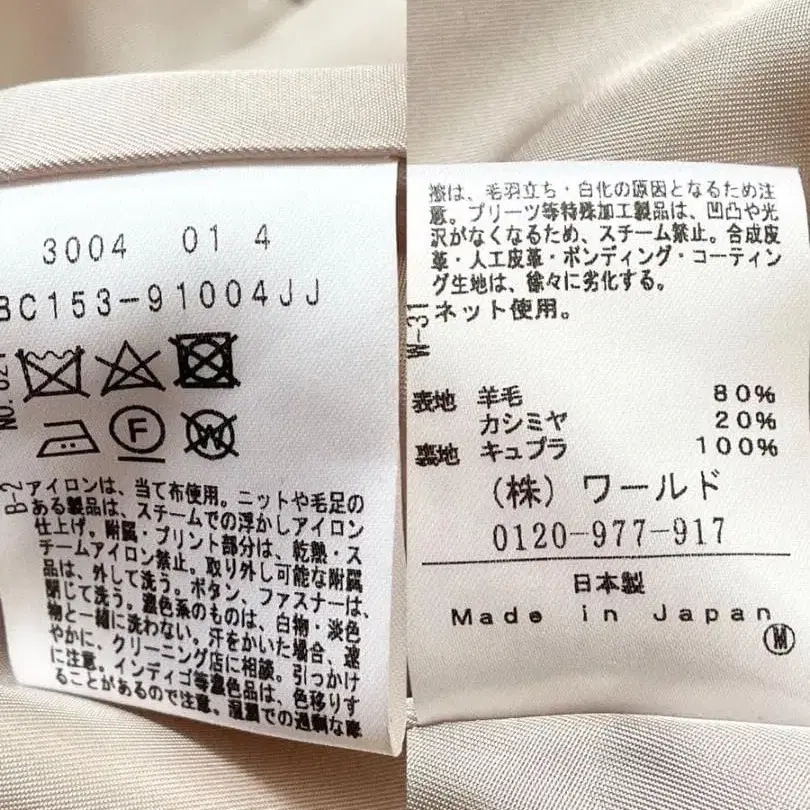 3004 01 4
BC153-91004JJ
NO. 021
F
W
B-2
アイロンは、当て布使用。ニットや毛足の
ある製品は、スチームでの浮かしアイロン
仕上げ。附属・プリント部分は、乾熱・ス
チームアイロン禁止。取り外し可能な附属
品は、外して洗う。ボタン、ファスナーは、
閉じて洗う。濃色系のものは、白物・淡色
物と一緒に洗わない。汗をかいた場合、速
やかに、クリーニング店に相談。引っかけ
に注意。インディゴ等濃色品は、色移りす
ることがあるので注意。湿潤での過剰な摩
擦は、毛羽立ち・白化の原因となるため注
意。プリーツ等特殊加工製品は、凹凸や光
沢がなくなるため、スチーム禁止。合成皮
革・人工皮革・ボンディング・コーティン
グ生地は、徐々に劣化する。
ネット使用。
W-31
表地 羊毛 80%
カシミヤ 20%
裏地 キュプラ 100%
(株) ワールド
0120-977-917
日本製
Made in Japan
M